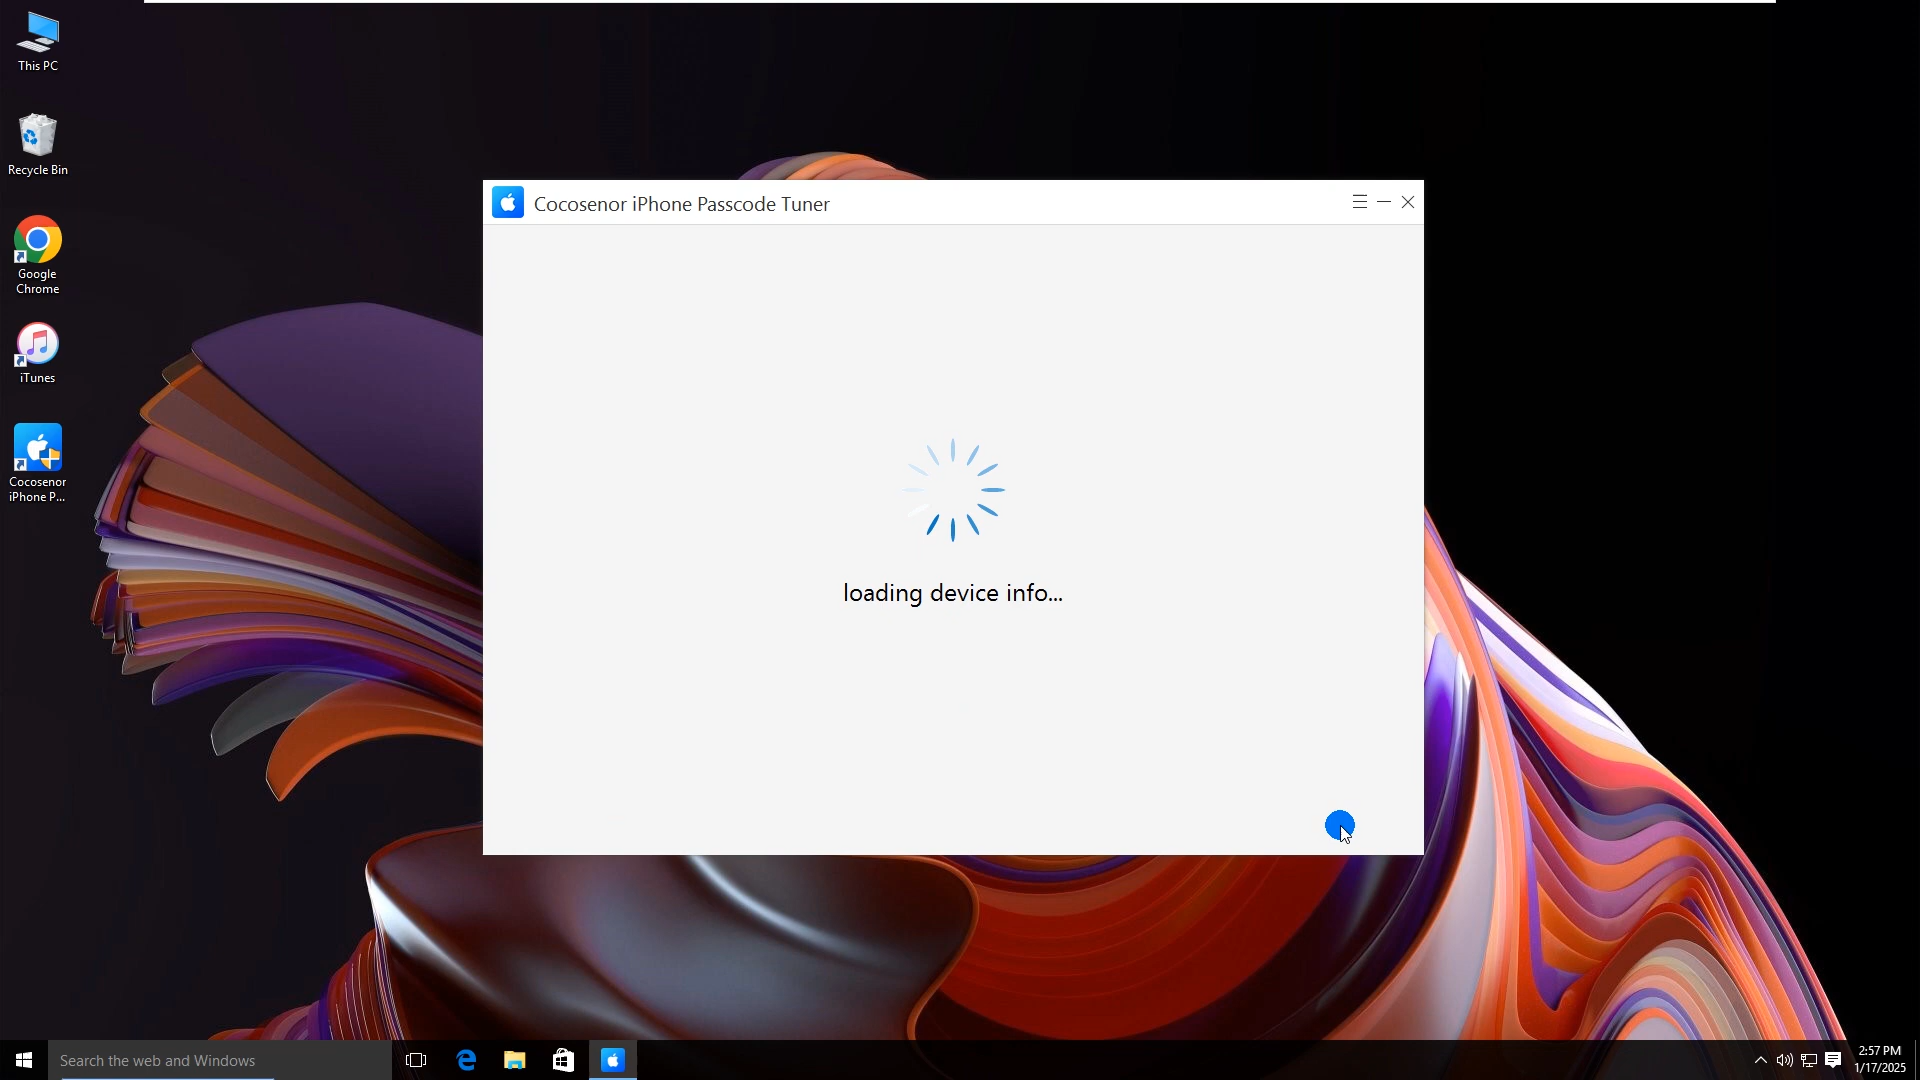 This PC
Recycle Bin
Google
Chrome
iTunes
Cocosenor
iPhone P...
Cocosenor iPhone Passcode Tuner
loading device info...
Search the web and Windows
2:57 PM
1/17/2025